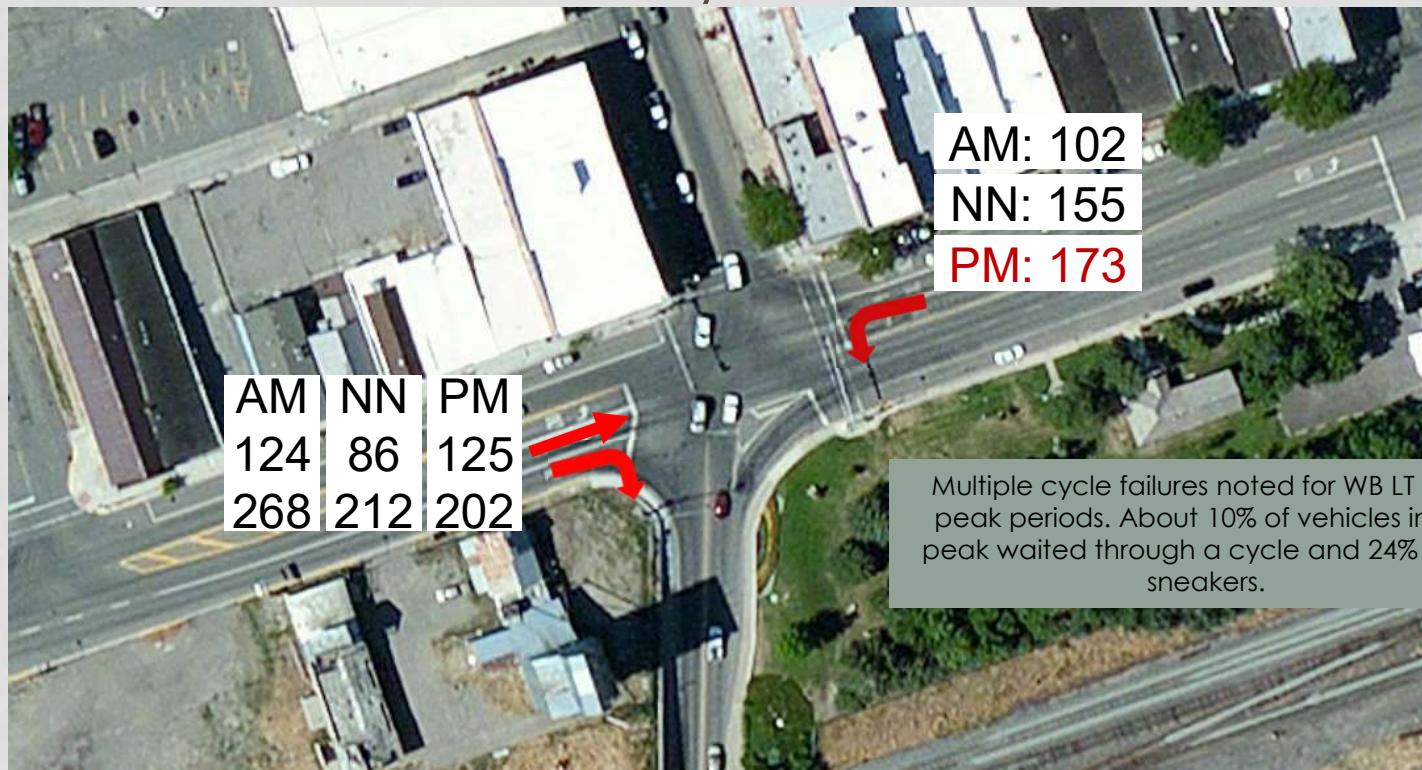 AM: 102
NN: 155
PM: 173
AM NN PM
124 86 125
268 212 202
Multiple cycle failures noted for WB LT
peak periods. About 10% of vehicles
peak waited through a cycle and 24%
sneakers.